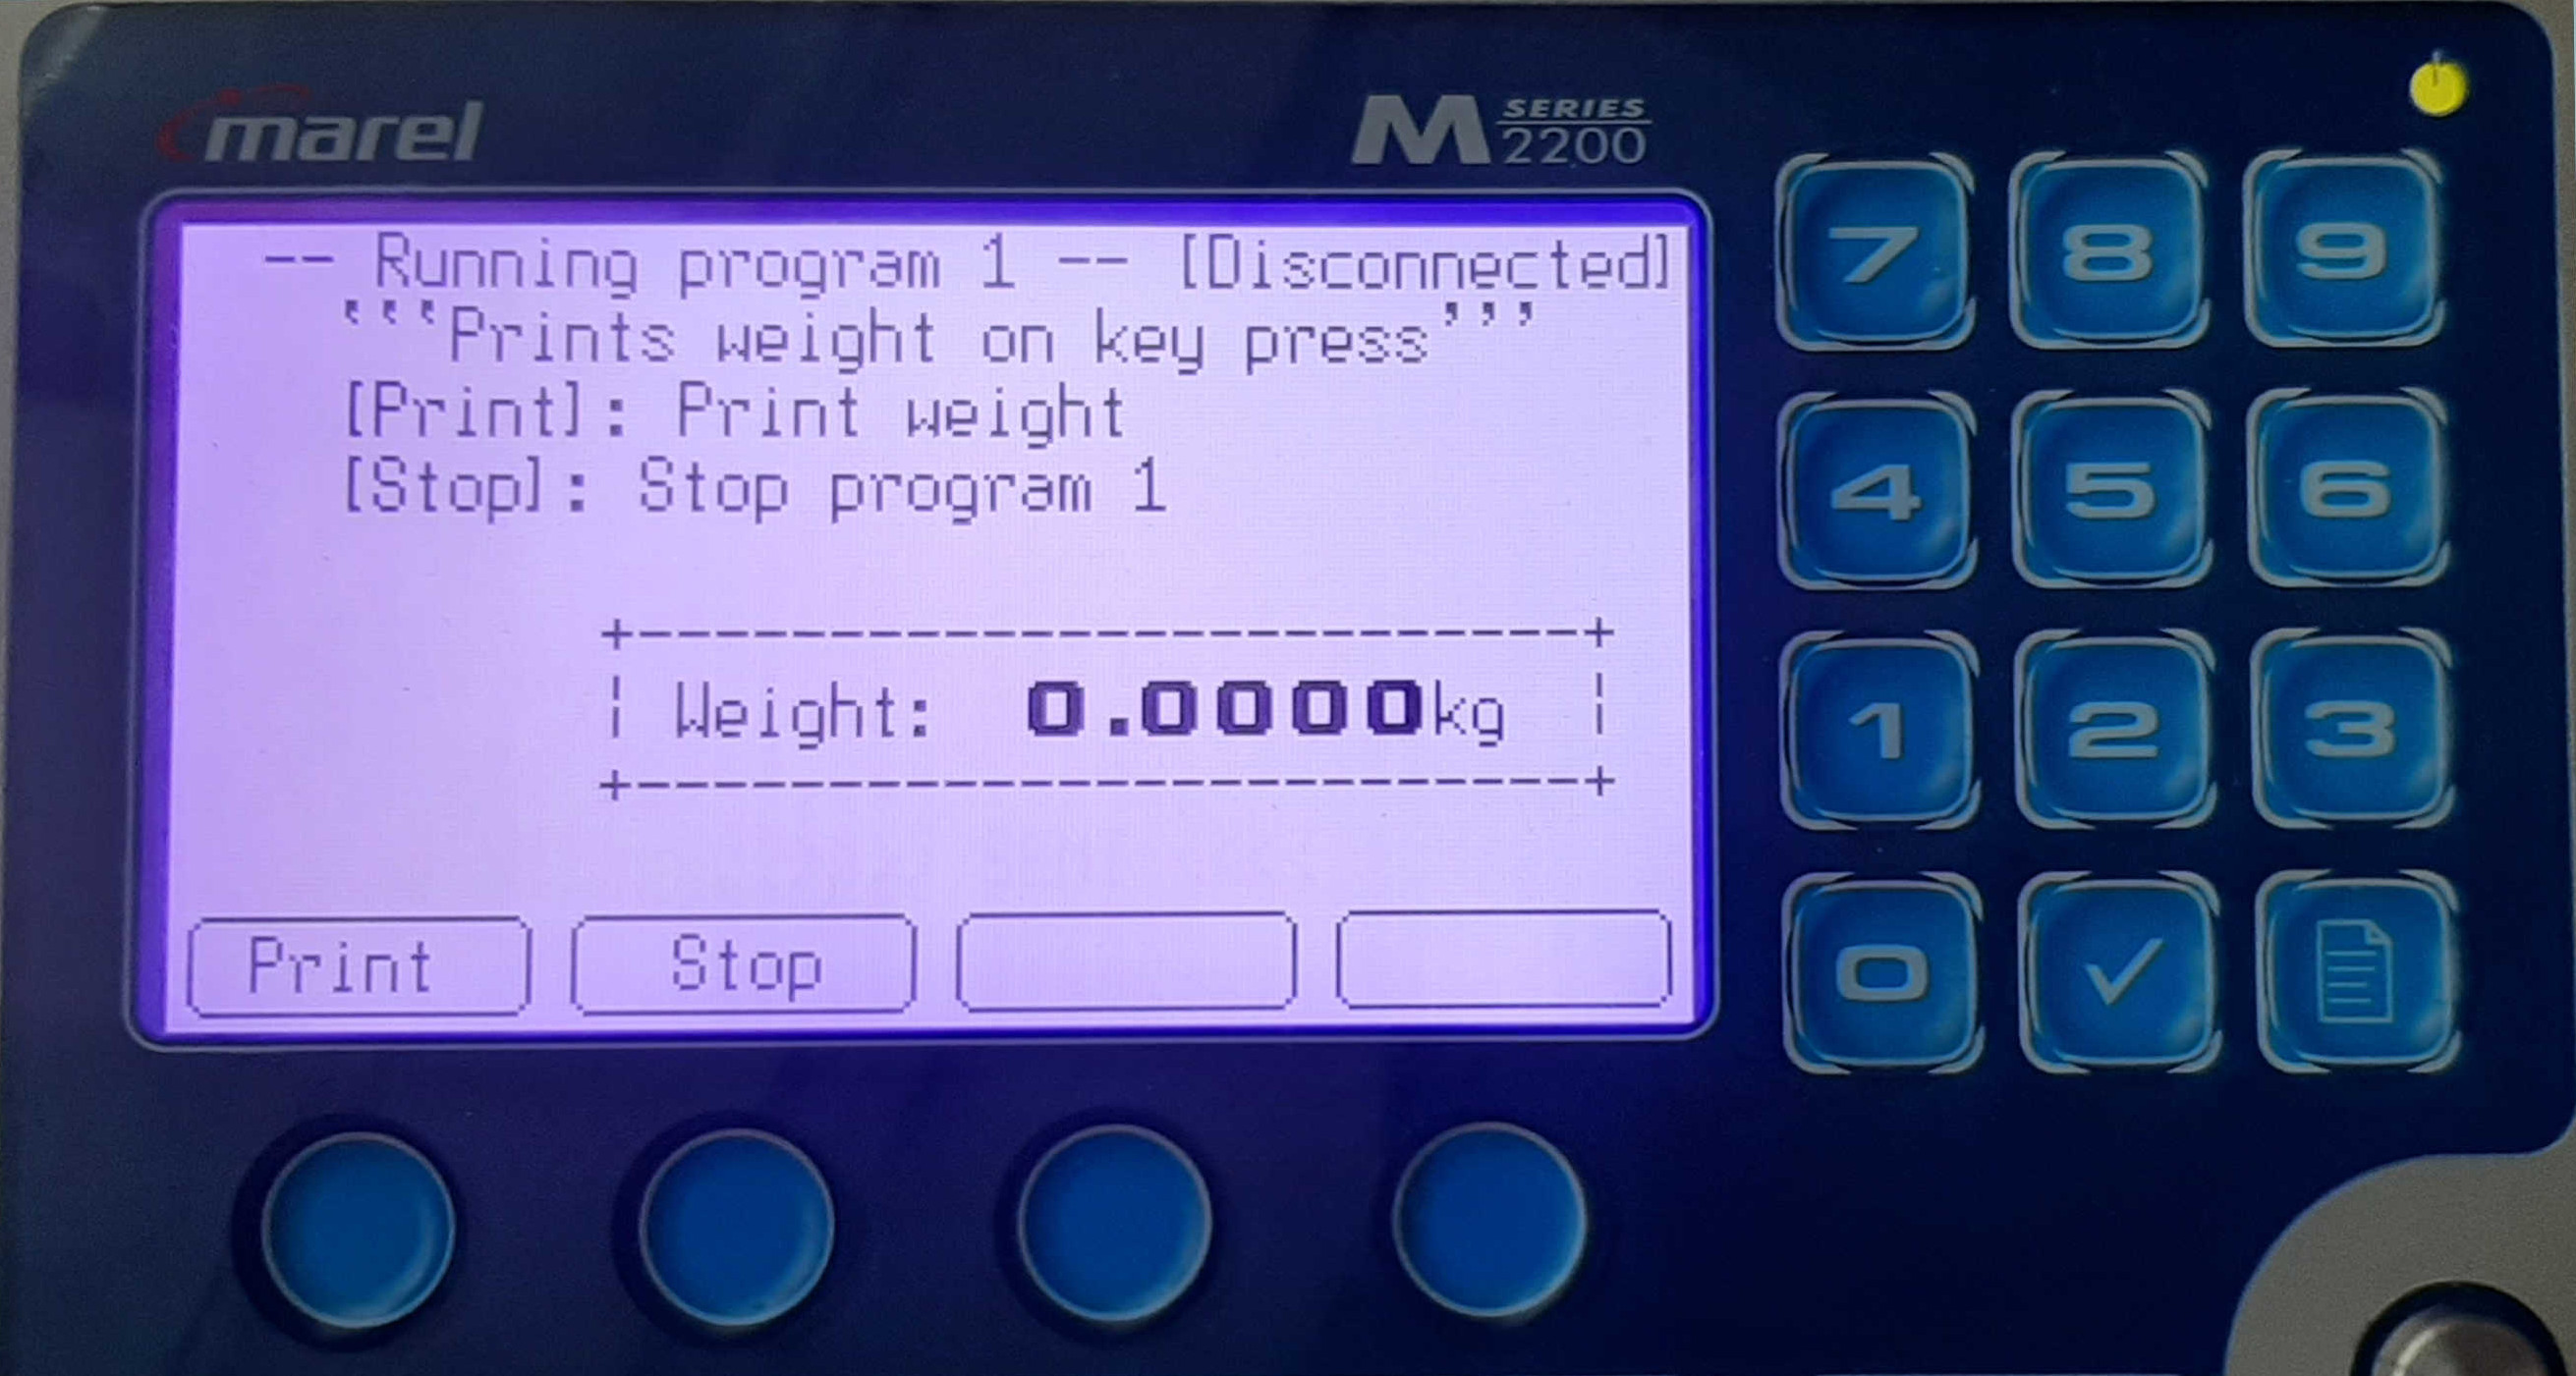 marel
M SERIES 2200
-- Running program 1 -- [Disconnected]
‘‘‘Prints weight on key press’’’
[Print]: Print weight
[Stop]: Stop program 1
+-------------------------+
¦ Weight: 0.0000kg ¦
+-------------------------+
Print Stop
7 8 9
4 5 6
1 2 3
0